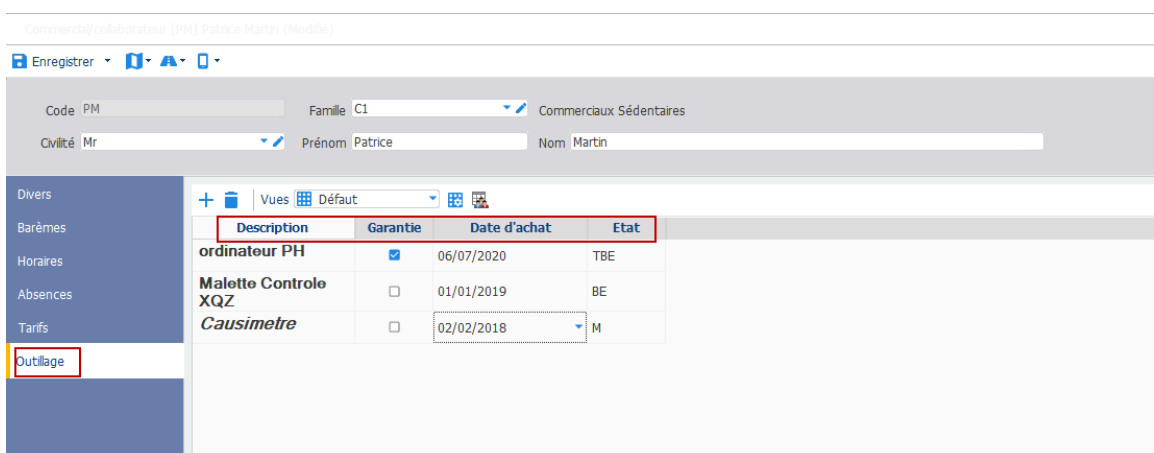 Commercial/collaborateur [PM] Patrice Martin (Modifié)
Enregistrer
Code PM Famille C1 Commerciaux Sédentaires
Civilité Mr Prénom Patrice Nom Martin
Divers
Barèmes
Horaires
Absences
Tarifs
Outillage
Vues Défaut
Description Garantie Date d'achat Etat
ordinateur PH 06/07/2020 TBE
Malette Controle
XQZ 01/01/2019 BE
Causimetre 02/02/2018 M